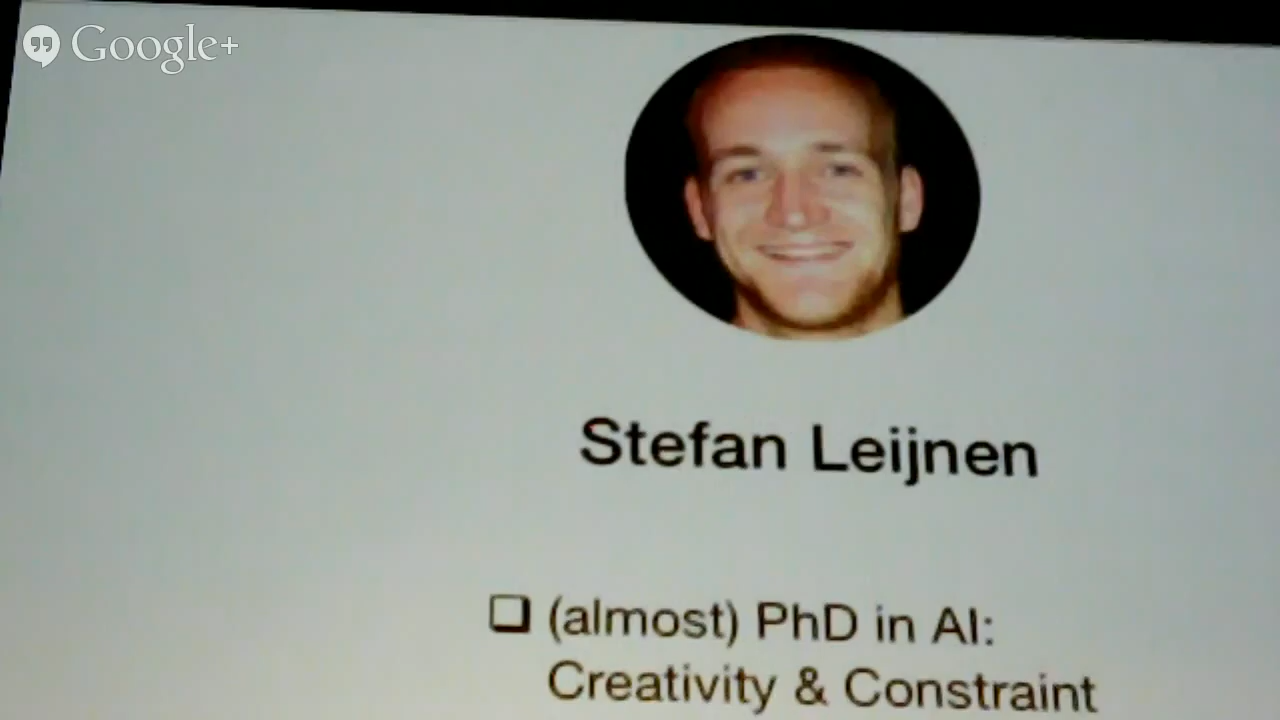 Google+
Stefan Leijnen
❑ (almost) PhD in AI:
Creativity & Constraint